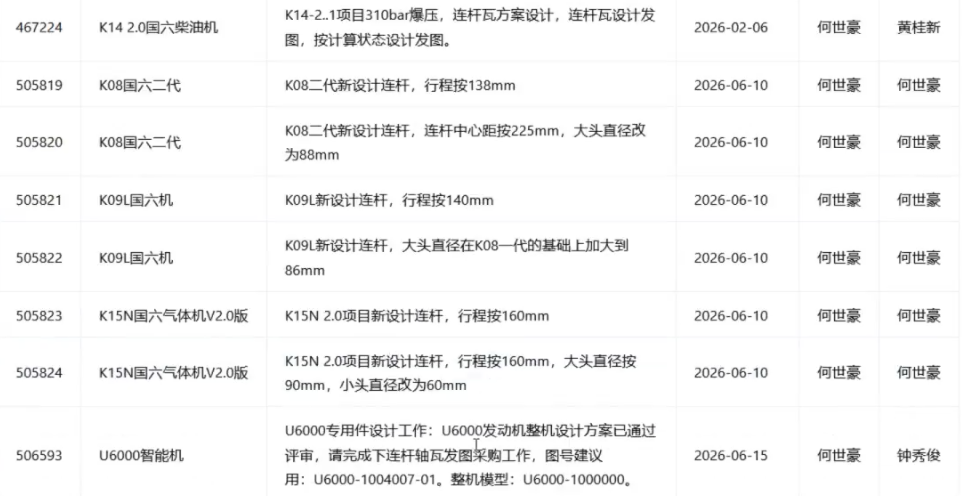 467224 K14 2.0国六柴油机 K14-2..1项目310bar爆压，连杆瓦方案设计，连杆瓦设计发 2026-02-06 何世豪 黄桂新
图，按计算状态设计发图。
505819 K08国六二代 K08二代新设计连杆，行程按138mm 2026-06-10 何世豪 何世豪
505820 K08国六二代 K08二代新设计连杆，连杆中心距按225mm，大头直径改 2026-06-10 何世豪 何世豪
为88mm
505821 K09L国六机 K09L新设计连杆，行程按140mm 2026-06-10 何世豪 何世豪
505822 K09L国六机 K09L新设计连杆，大头直径在K08一代的基础上加大到 2026-06-10 何世豪 何世豪
86mm
505823 K15N国六气体机V2.0版 K15N 2.0项目新设计连杆，行程按160mm 2026-06-10 何世豪 何世豪
505824 K15N国六气体机V2.0版 K15N 2.0项目新设计连杆，行程按160mm，大头直径按 2026-06-10 何世豪 何世豪
90mm，小头直径改为60mm
506593 U6000智能机 U6000专用件设计工作：U6000发动机整机设计方案已通过 2026-06-15 何世豪 钟秀俊
评审，请完成下连杆轴瓦发图采购工作，图号建议
用：U6000-1004007-01。整机模型：U6000-1000000。